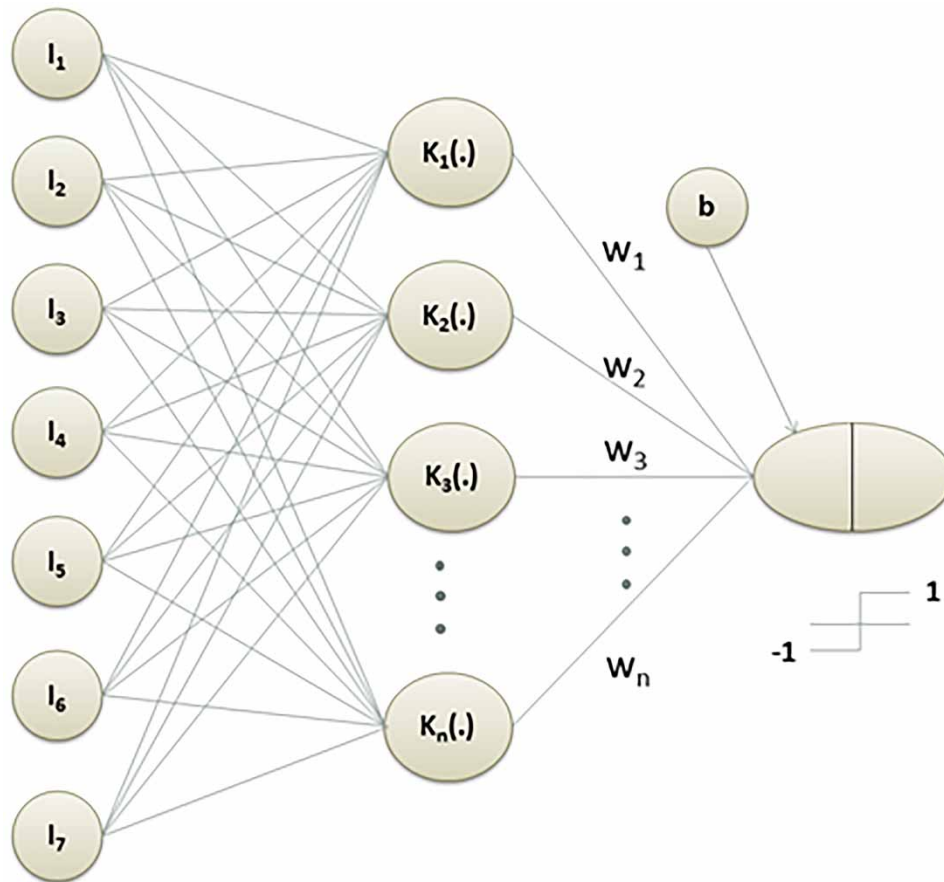 I₁
I₂
I₃
I₄
I₅
I₆
I₇
K₁(.)
K₂(.)
K₃(.)
Kₙ(.)
W₁
W₂
W₃
Wₙ
b
1
-1